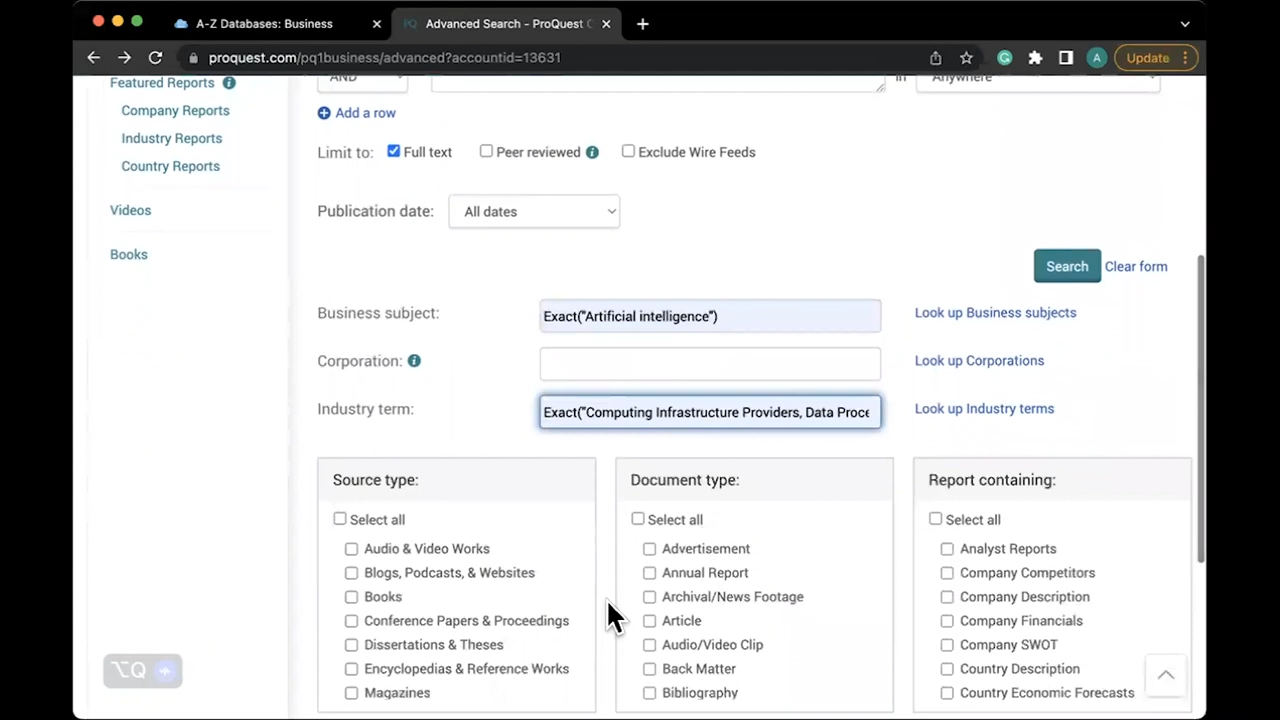 A-Z Databases: Business
Advanced Search - ProQuest
proquest.com/pq1business/advanced?accountid=13631
A
Update
Featured Reports
Company Reports
Industry Reports
Country Reports
Videos
Books
AND
in
Anywhere
Add a row
Limit to:
Full text
Peer reviewed
Exclude Wire Feeds
Publication date:
All dates
Search
Clear form
Business subject:
Exact("Artificial intelligence")
Look up Business subjects
Corporation:
Look up Corporations
Industry term:
Exact("Computing Infrastructure Providers, Data Proce
Look up Industry terms
Source type:
Select all
Audio & Video Works
Blogs, Podcasts, & Websites
Books
Conference Papers & Proceedings
Dissertations & Theses
Encyclopedias & Reference Works
Magazines
Document type:
Select all
Advertisement
Annual Report
Archival/News Footage
Article
Audio/Video Clip
Back Matter
Bibliography
Report containing:
Select all
Analyst Reports
Company Competitors
Company Description
Company Financials
Company SWOT
Country Description
Country Economic Forecasts
⌥Q